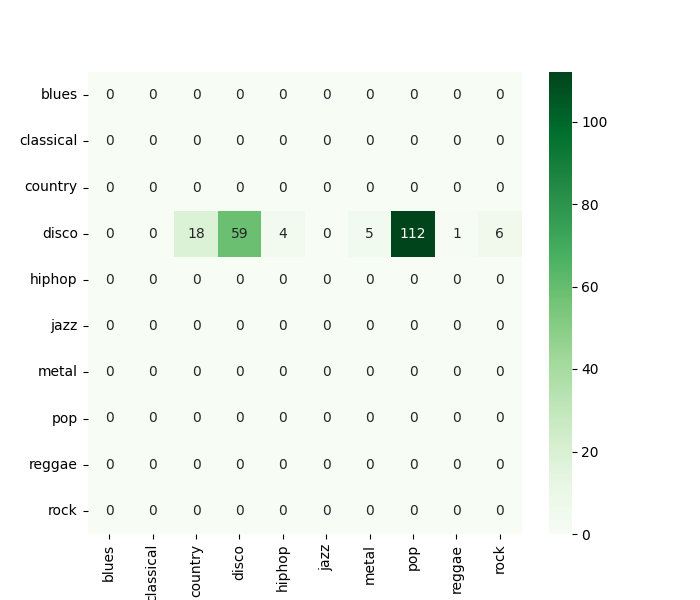 blues 0 0 0 0 0 0 0 0 0 0
100
classical 0 0 0 0 0 0 0 0 0 0
country 0 0 0 0 0 0 0 0 0 0
80
disco 0 0 18 59 4 0 5 112 1 6
60
hiphop 0 0 0 0 0 0 0 0 0 0
jazz 0 0 0 0 0 0 0 0 0 0
40
metal 0 0 0 0 0 0 0 0 0 0
pop 0 0 0 0 0 0 0 0 0 0
20
reggae 0 0 0 0 0 0 0 0 0 0
rock 0 0 0 0 0 0 0 0 0 0
0
blues classical country disco hiphop jazz metal pop reggae rock